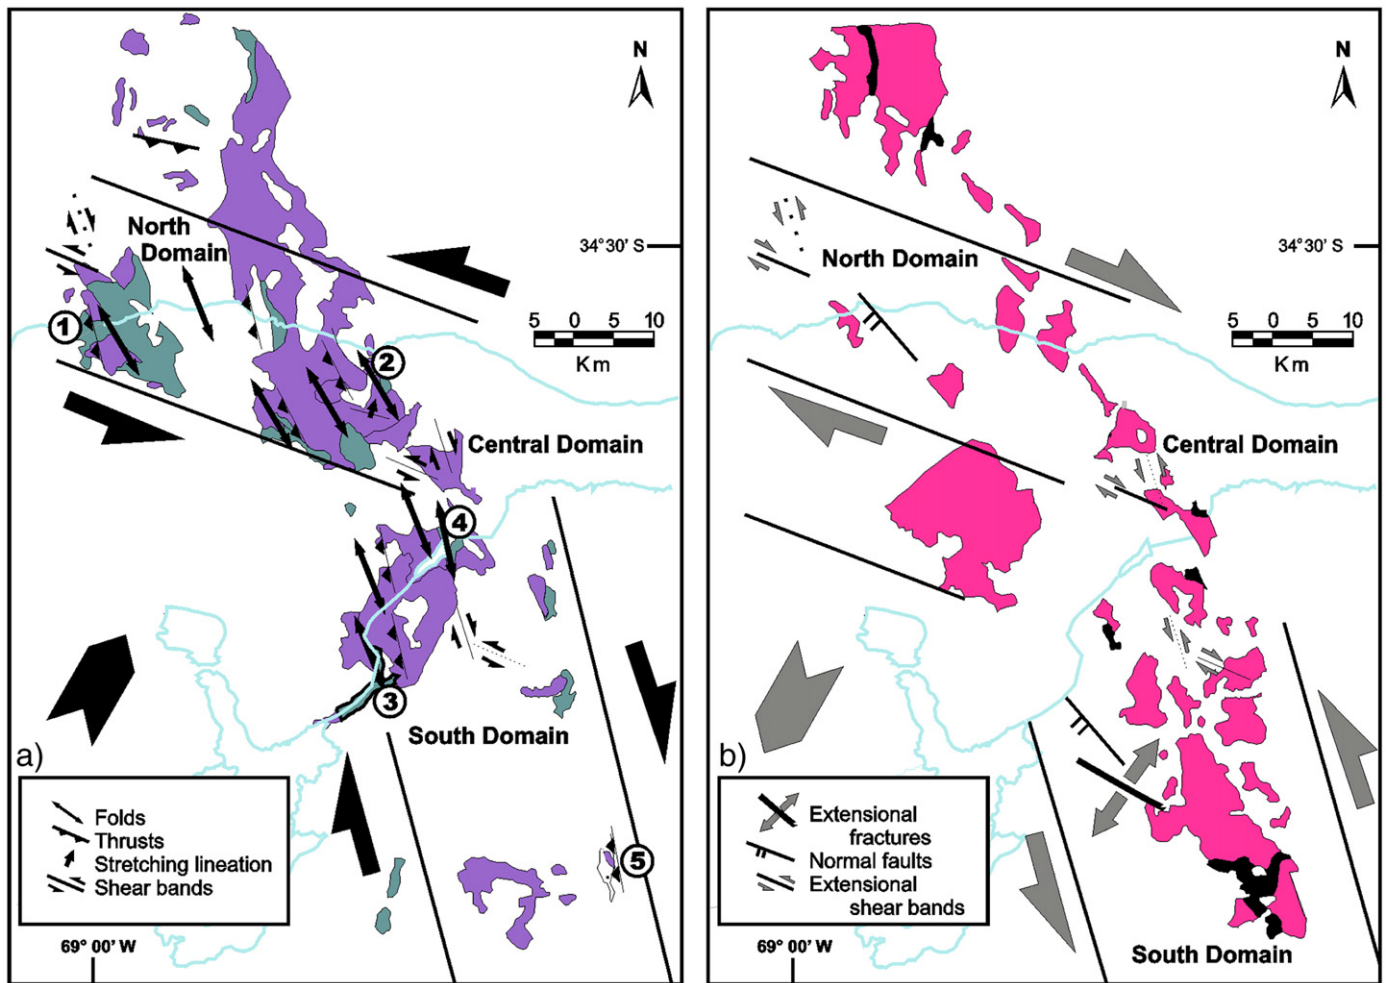 N
North
Domain
34°30' S
1
5 0 5 10
Km
2
Central Domain
4
3
South Domain
a)
Folds
Thrusts
Stretching lineation
Shear bands
5
69° 00' W
N
34°30' S
North Domain
5 0 5 10
Km
Central Domain
b)
Extensional
fractures
Normal faults
Extensional
shear bands
69° 00' W
South Domain